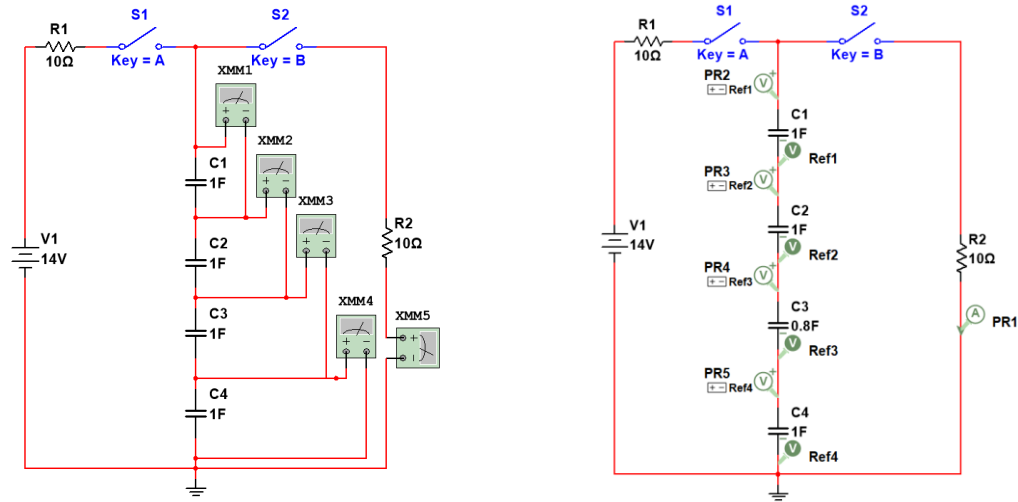 S1
S2
R1
10Ω
Key = A
Key = B
XMM1
+ −
XMM2
+ −
C1
1F
XMM3
+ −
R2
10Ω
V1
14V
C2
1F
XMM4
+ −
C3
1F
XMM5
+
−
C4
1F
S1
S2
R1
10Ω
Key = A
Key = B
PR2
V +
+ − Ref1
C1
1F
−
V
Ref1
PR3
V +
+ − Ref2
C2
1F
−
V
Ref2
V1
14V
R2
10Ω
PR4
V +
+ − Ref3
C3
0.8F
−
V
Ref3
A
PR1
PR5
V +
+ − Ref4
C4
1F
−
V
Ref4